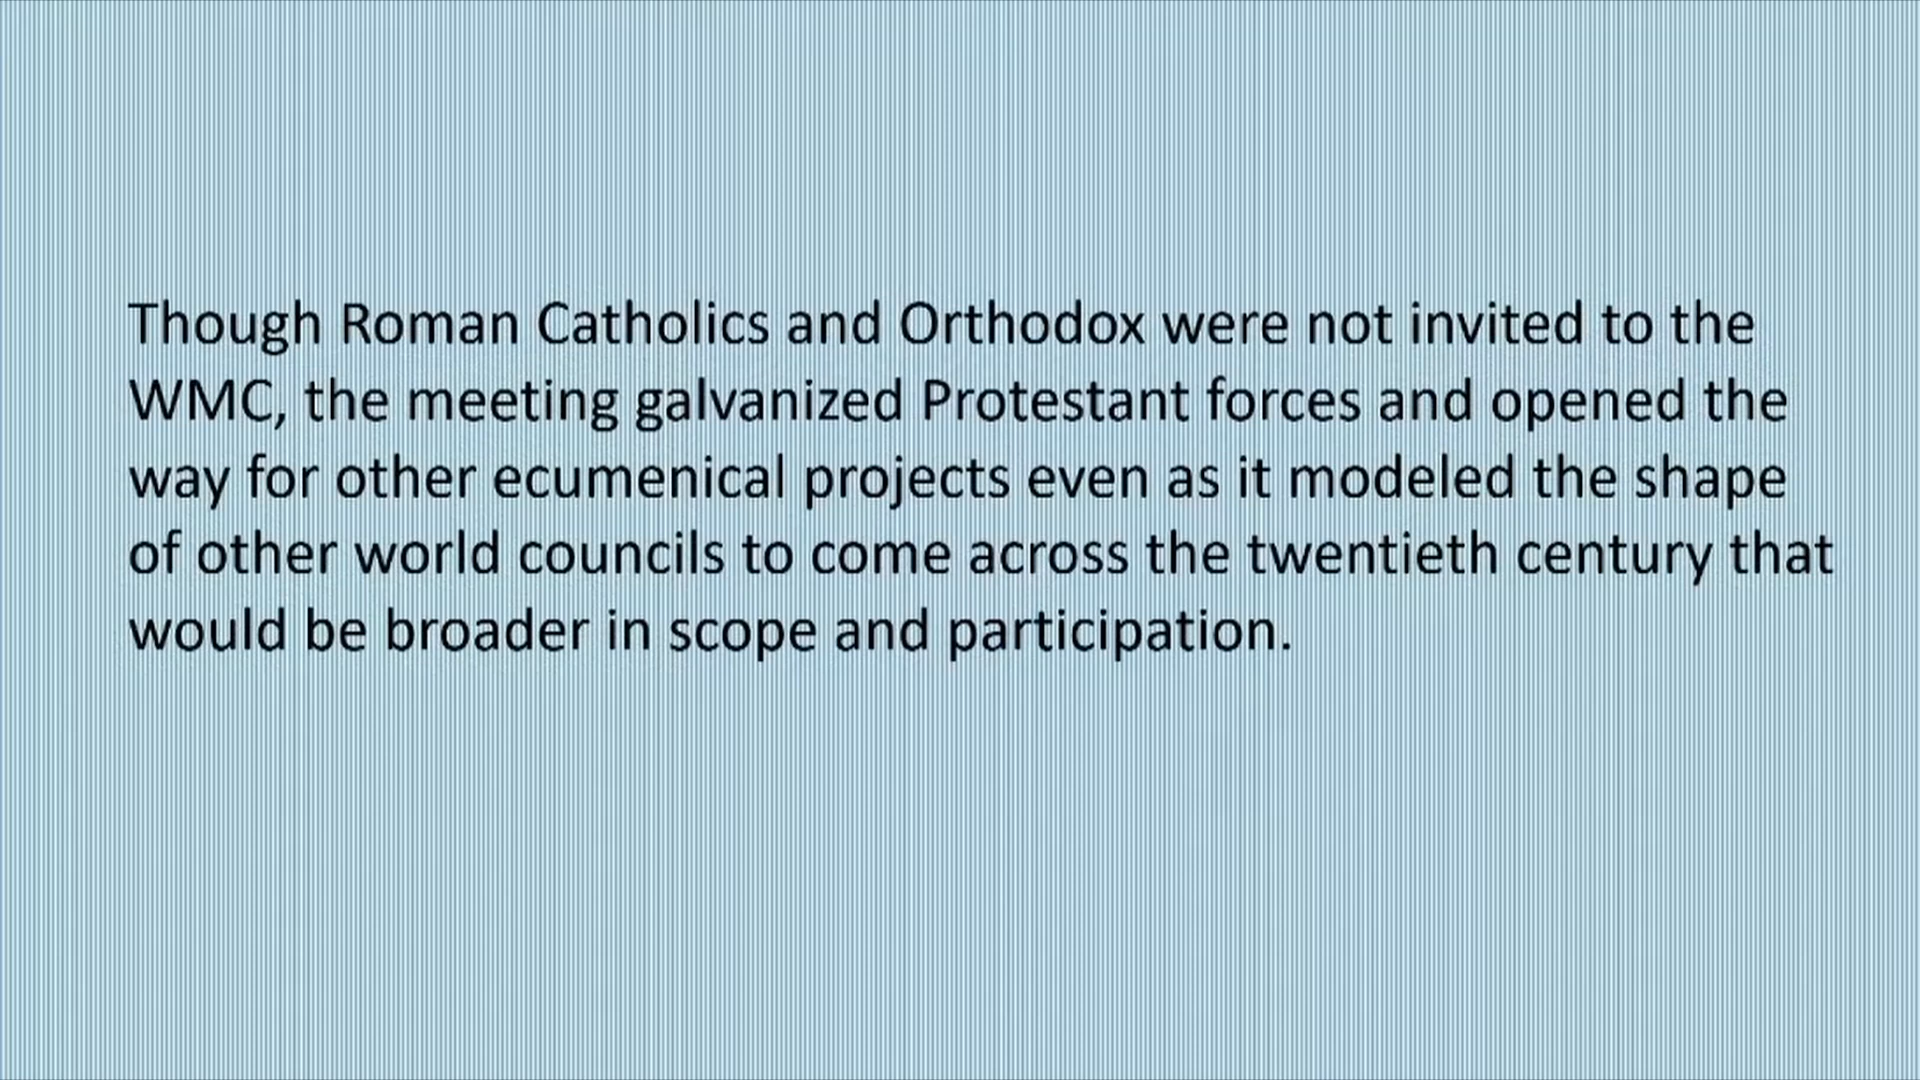 Though Roman Catholics and Orthodox were not invited to the
WMC, the meeting galvanized Protestant forces and opened the
way for other ecumenical projects even as it modeled the shape
of other world councils to come across the twentieth century that
would be broader in scope and participation.